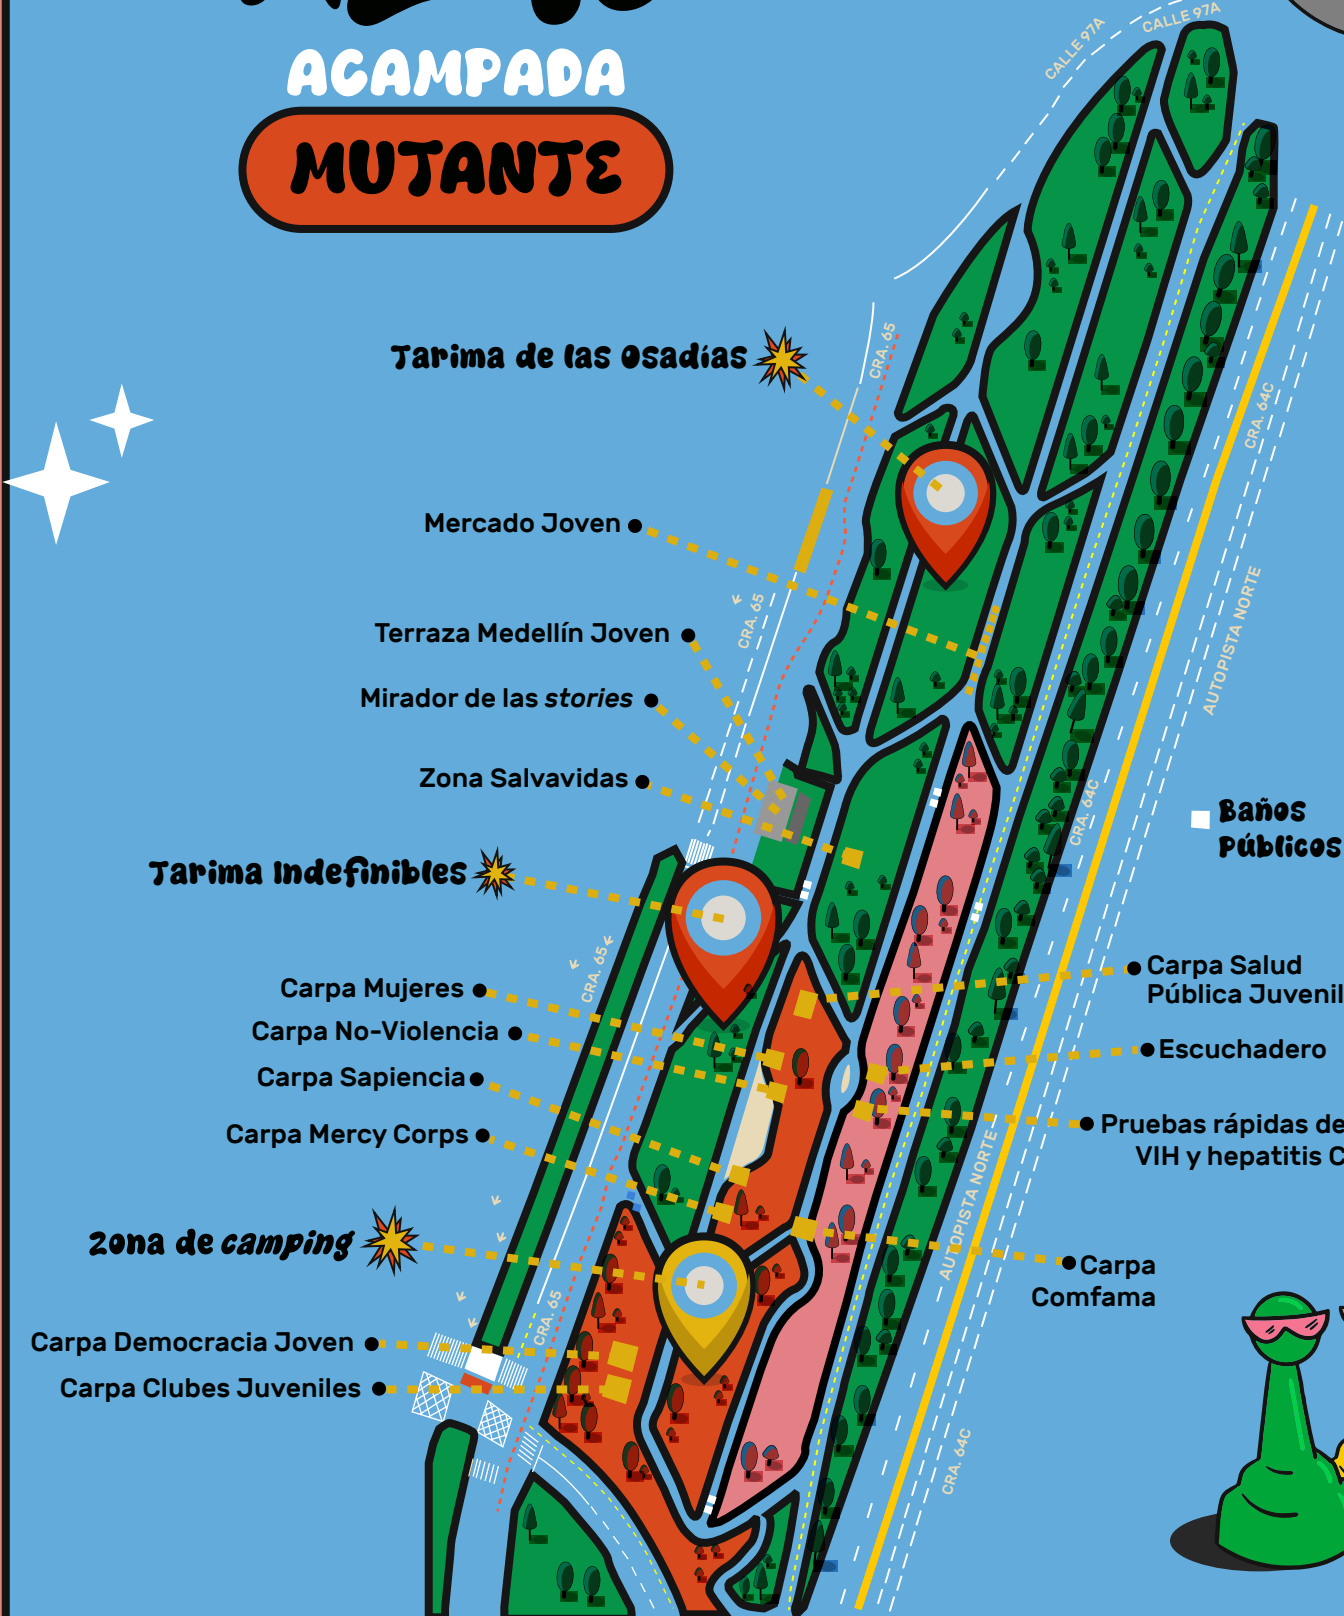 ACAMPADA
MUTANTE
CALLE 97A
CALLE 97A
Tarima de las Osadías
CRA. 65
CRA. 64C
Mercado Joven
CRA. 65
AUTOPISTA NORTE
Terraza Medellín Joven
Mirador de las stories
Zona Salvavidas
CRA. 64C
Baños
Públicos
Tarima Indefinibles
CRA. 65
Carpa Salud
Pública Juvenil
Carpa Mujeres
Carpa No-Violencia
Escuchadero
Carpa Sapiencia
Carpa Mercy Corps
Pruebas rápidas de
VIH y hepatitis C
AUTOPISTA NORTE
Zona de camping
Carpa
Comfama
CRA. 65
Carpa Democracia Joven
Carpa Clubes Juveniles
CRA. 64C